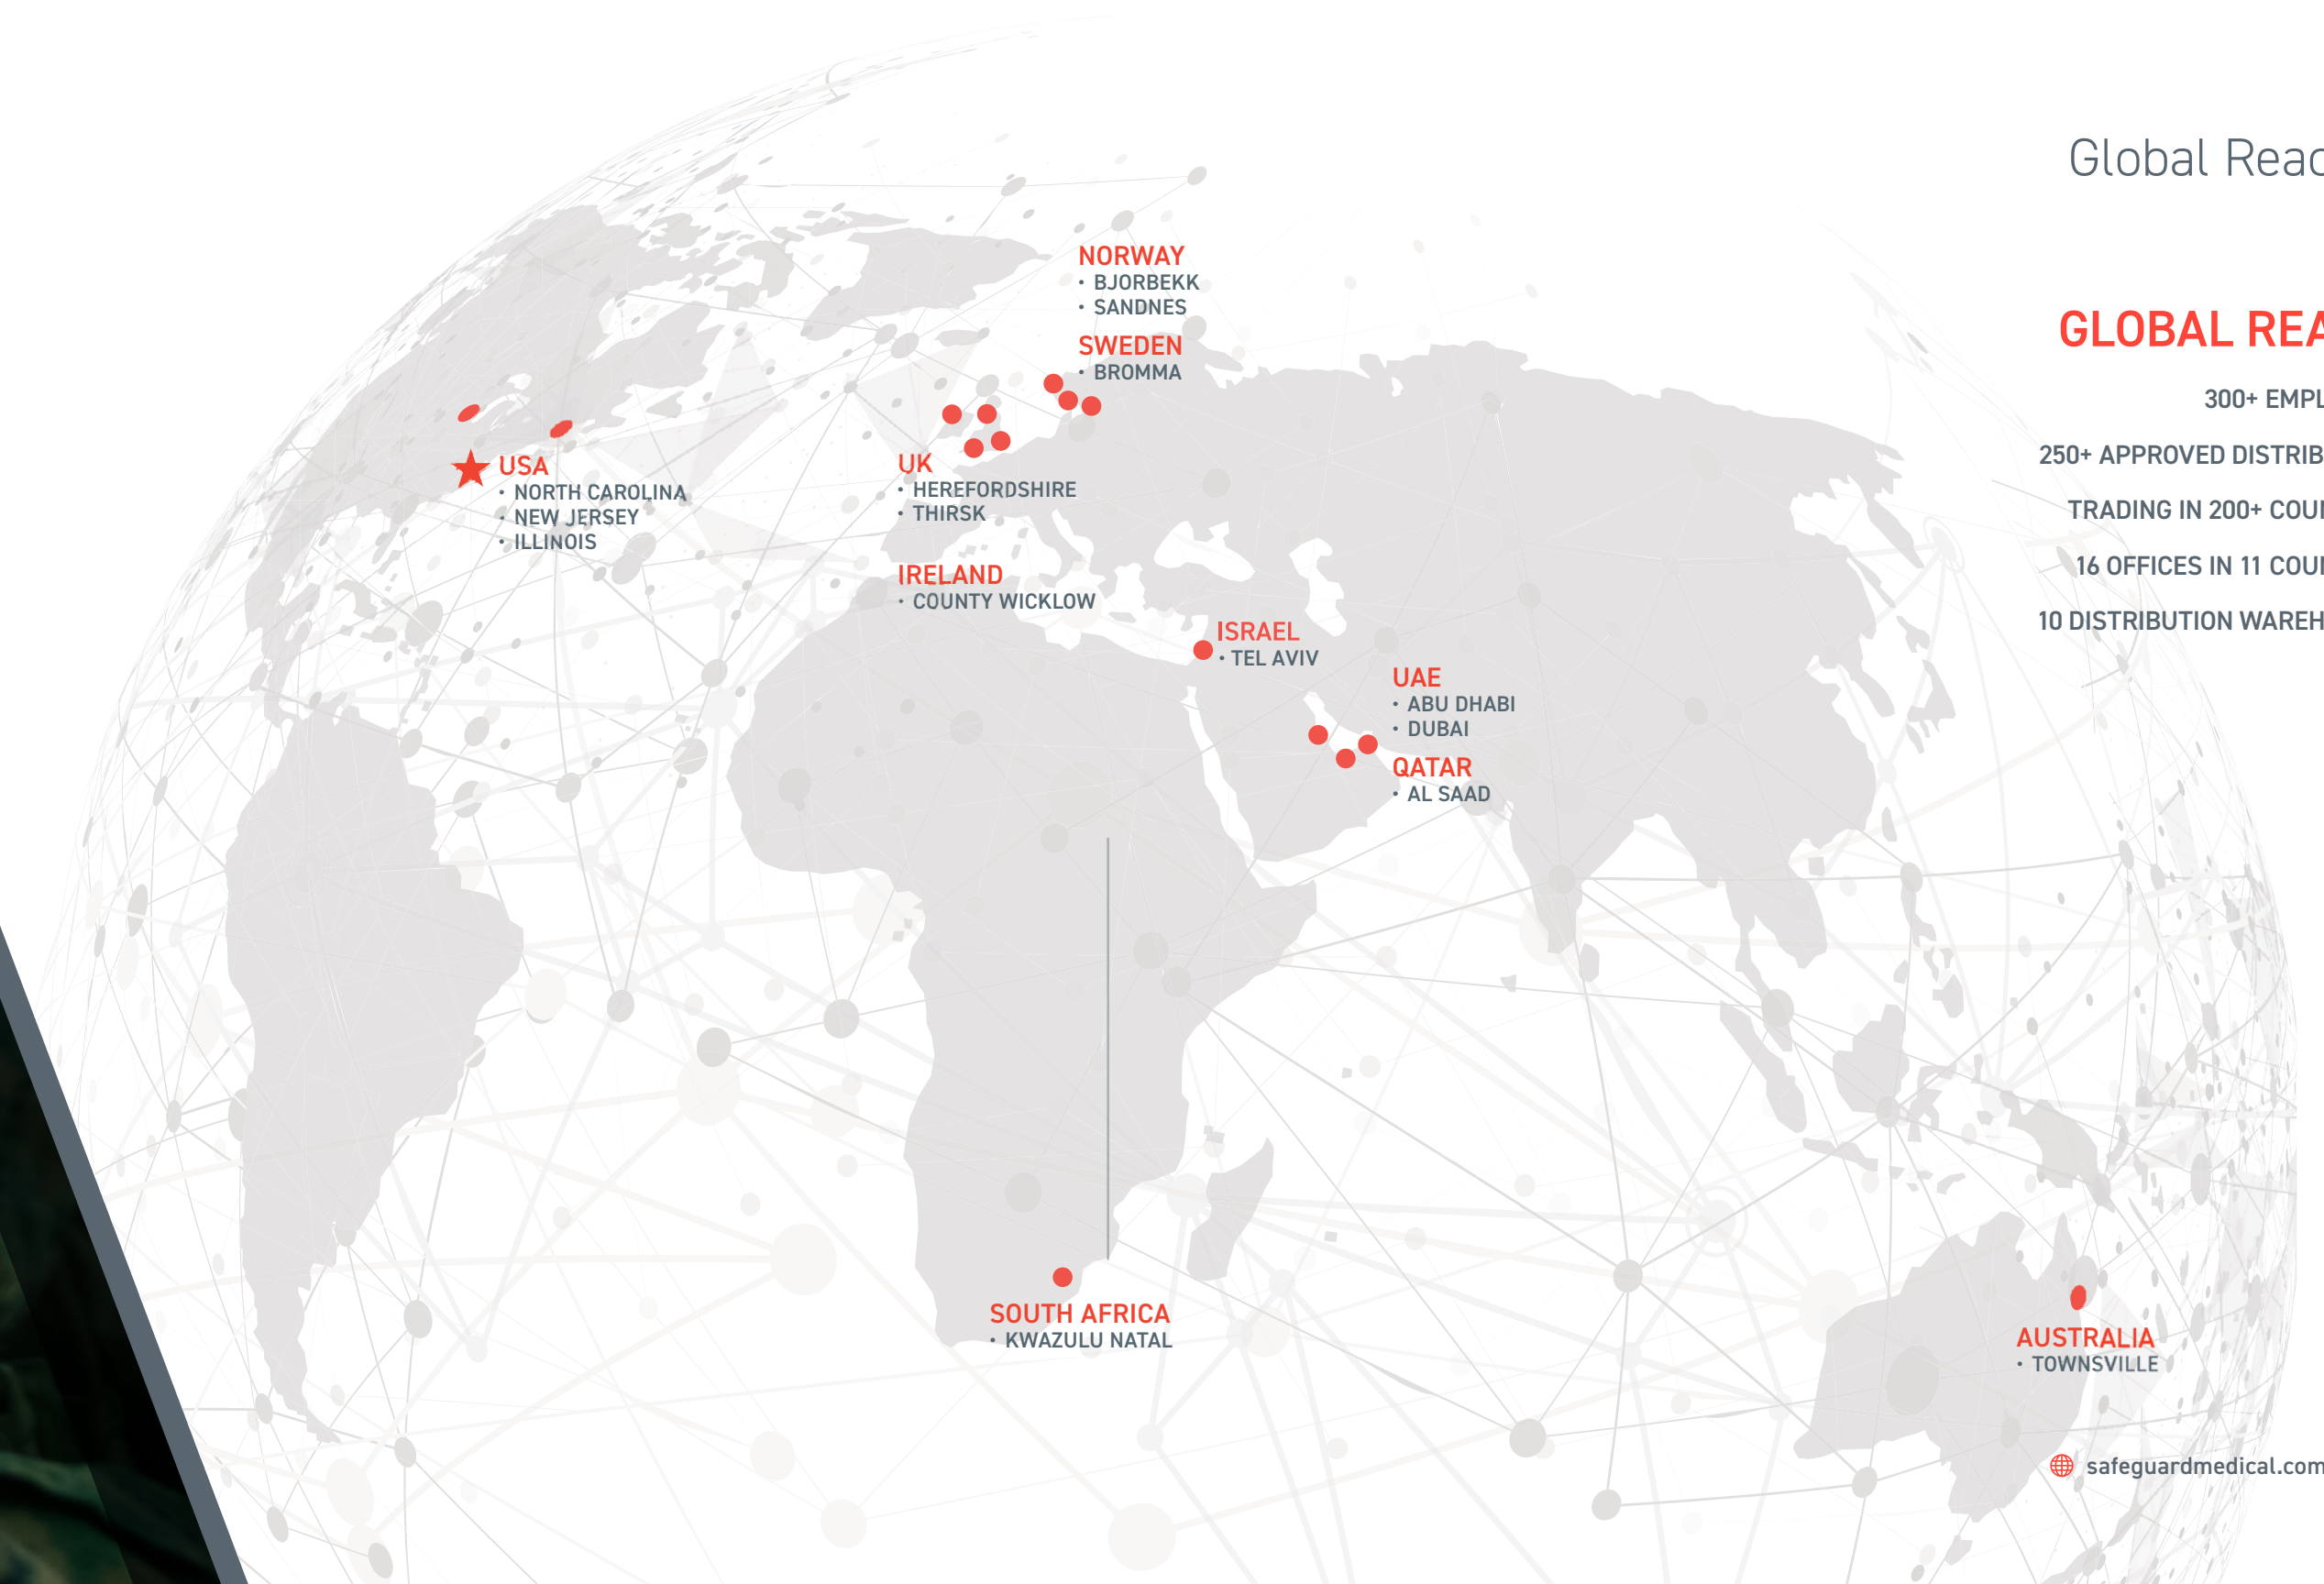 Global Reac
NORWAY
• BJORBEKK
• SANDNES
SWEDEN
• BROMMA
GLOBAL REA
300+ EMPL
250+ APPROVED DISTRIB
TRADING IN 200+ COUN
16 OFFICES IN 11 COUN
10 DISTRIBUTION WAREH
USA
• NORTH CAROLINA
• NEW JERSEY
• ILLINOIS
UK
• HEREFORDSHIRE
• THIRSK
IRELAND
• COUNTY WICKLOW
ISRAEL
• TEL AVIV
UAE
• ABU DHABI
• DUBAI
QATAR
• AL SAAD
SOUTH AFRICA
• KWAZULU NATAL
AUSTRALIA
• TOWNSVILLE
safeguardmedical.com